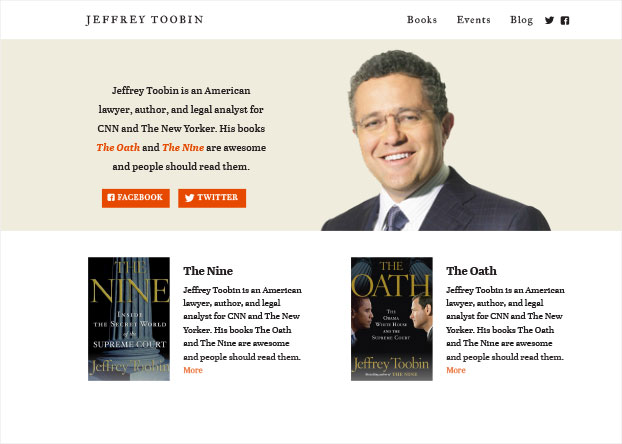 JEFFREY TOOBIN
Books Events Blog
Jeffrey Toobin is an American
lawyer, author, and legal analyst for
CNN and The New Yorker. His books
The Oath and The Nine are awesome
and people should read them.
FACEBOOK TWITTER
THE
NINE
INSIDE
THE SECRET WORLD
of the
SUPREME COURT
Jeffrey Toobin
The Nine
Jeffrey Toobin is an American
lawyer, author, and legal
analyst for CNN and The New
Yorker. His books The Oath
and The Nine are awesome
and people should read them.
More
THE
OATH
THE
OBAMA
WHITE HOUSE
AND THE
SUPREME COURT
Jeffrey Toobin
Bestselling author of THE NINE
The Oath
Jeffrey Toobin is an American
lawyer, author, and legal
analyst for CNN and The New
Yorker. His books The Oath
and The Nine are awesome
and people should read them.
More